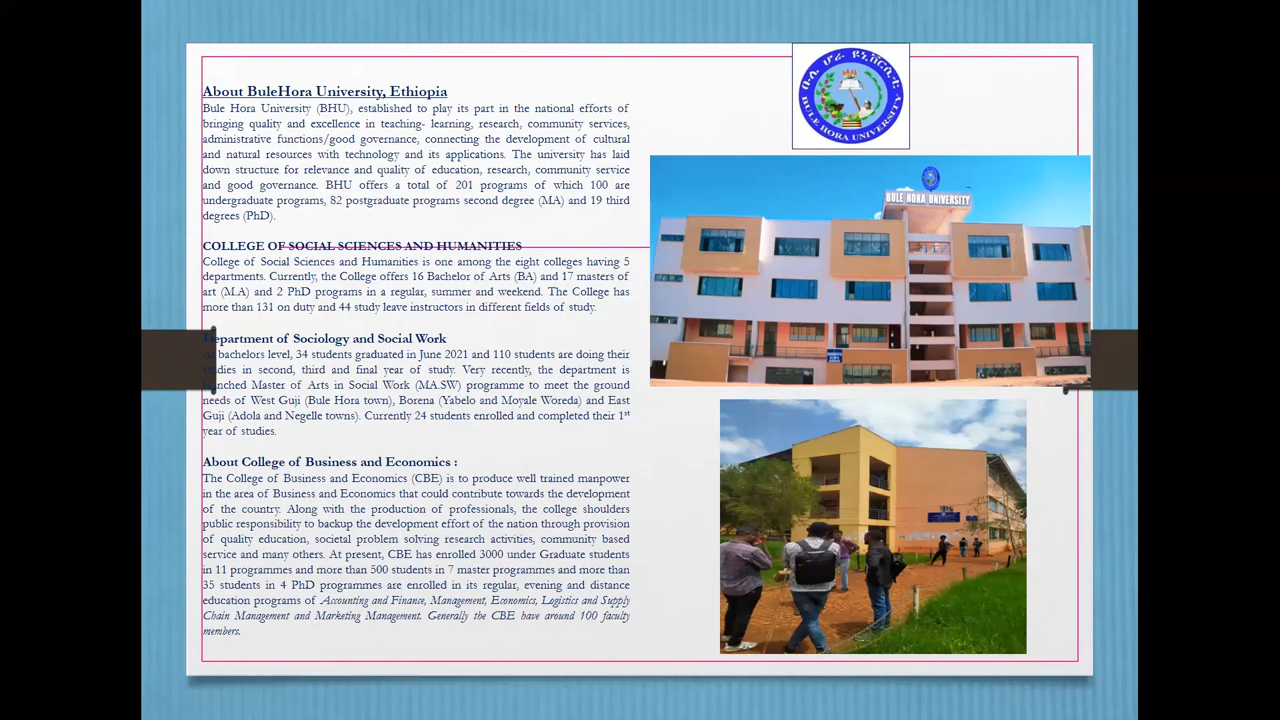 About BuleHora University, Ethiopia
Bule Hora University (BHU), established to play its part in the national efforts of
bringing quality and excellence in teaching- learning, research, community services,
administrative functions/good governance, connecting the development of cultural
and natural resources with technology and its applications. The university has laid
down structure for relevance and quality of education, research, community service
and good governance. BHU offers a total of 201 programs of which 100 are
undergraduate programs, 82 postgraduate programs second degree (MA) and 19 third
degrees (PhD).
COLLEGE OF SOCIAL SCIENCES AND HUMANITIES
College of Social Sciences and Humanities is one among the eight colleges having 5
departments. Currently, the College offers 16 Bachelor of Arts (BA) and 17 masters of
art (M.A) and 2 PhD programs in a regular, summer and weekend. The College has
more than 131 on duty and 44 study leave instructors in different fields of study.
Department of Sociology and Social Work
At bachelors level, 34 students graduated in June 2021 and 110 students are doing their
studies in second, third and final year of study. Very recently, the department is
launched Master of Arts in Social Work (MA.SW) programme to meet the ground
needs of West Guji (Bule Hora town), Borena (Yabelo and Moyale Woreda) and East
Guji (Adola and Negelle towns). Currently 24 students enrolled and completed their 1st
year of studies.
About College of Business and Economics :
The College of Business and Economics (CBE) is to produce well trained manpower
in the area of Business and Economics that could contribute towards the development
of the country. Along with the production of professionals, the college shoulders
public responsibility to backup the development effort of the nation through provision
of quality education, societal problem solving research activities, community based
service and many others. At present, CBE has enrolled 3000 under Graduate students
in 11 programmes and more than 500 students in 7 master programmes and more than
35 students in 4 PhD programmes are enrolled in its regular, evening and distance
education programs of Accounting and Finance, Management, Economics, Logistics and Supply
Chain Management and Marketing Management. Generally the CBE have around 100 faculty
members.
ቡሌ ሆራ ዩኒቨርሲቲ
BULE HORA UNIVERSITY
BULE HORA UNIVERSITY